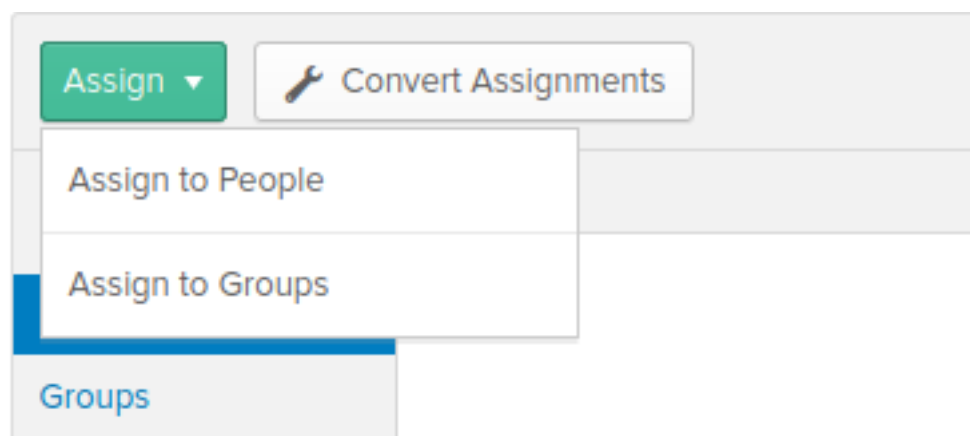 Assign
Convert Assignments
Assign to People
Assign to Groups
Groups